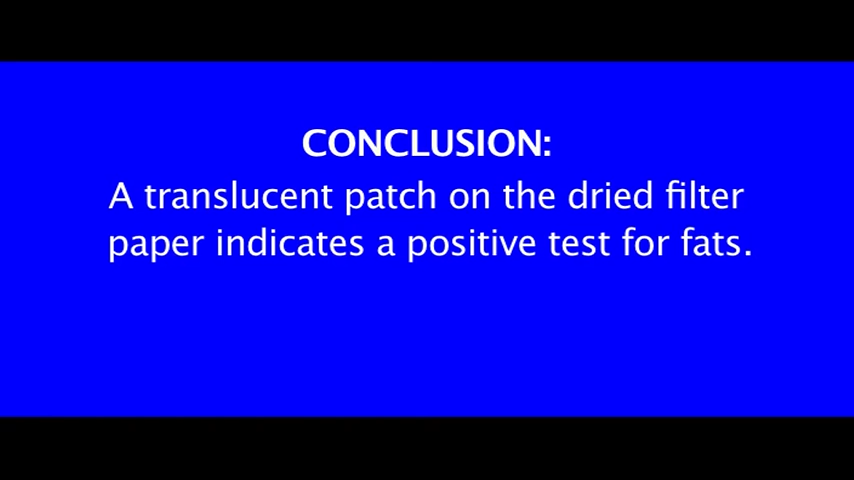 CONCLUSION:
A translucent patch on the dried filter
paper indicates a positive test for fats.